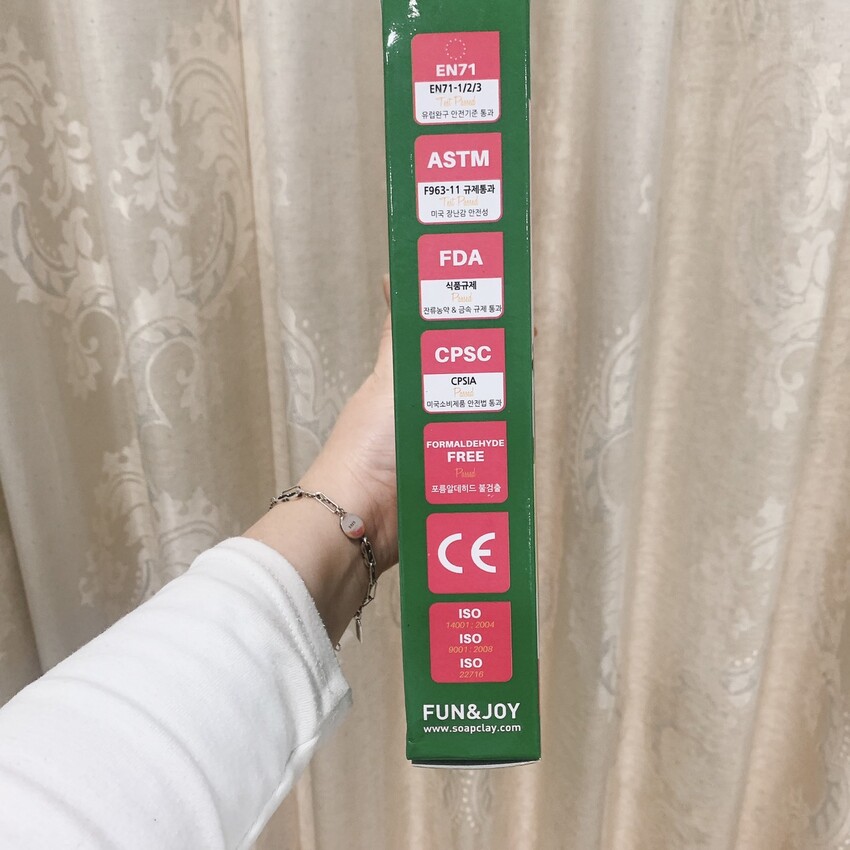 EN71
EN71-1/2/3
Test Passed
유럽완구 안전기준 통과
ASTM
F963-11 규제통과
Test Passed
미국 장난감 안전성
FDA
식품규제
Passed
잔류농약 & 금속 규제 통과
CPSC
CPSIA
Passed
미국소비제품 안전법 통과
FORMALDEHYDE
FREE
Passed
포름알데히드 불검출
CE
ISO
14001 : 2004
ISO
9001 : 2008
ISO
22716
FUN&JOY
www.soapclay.com